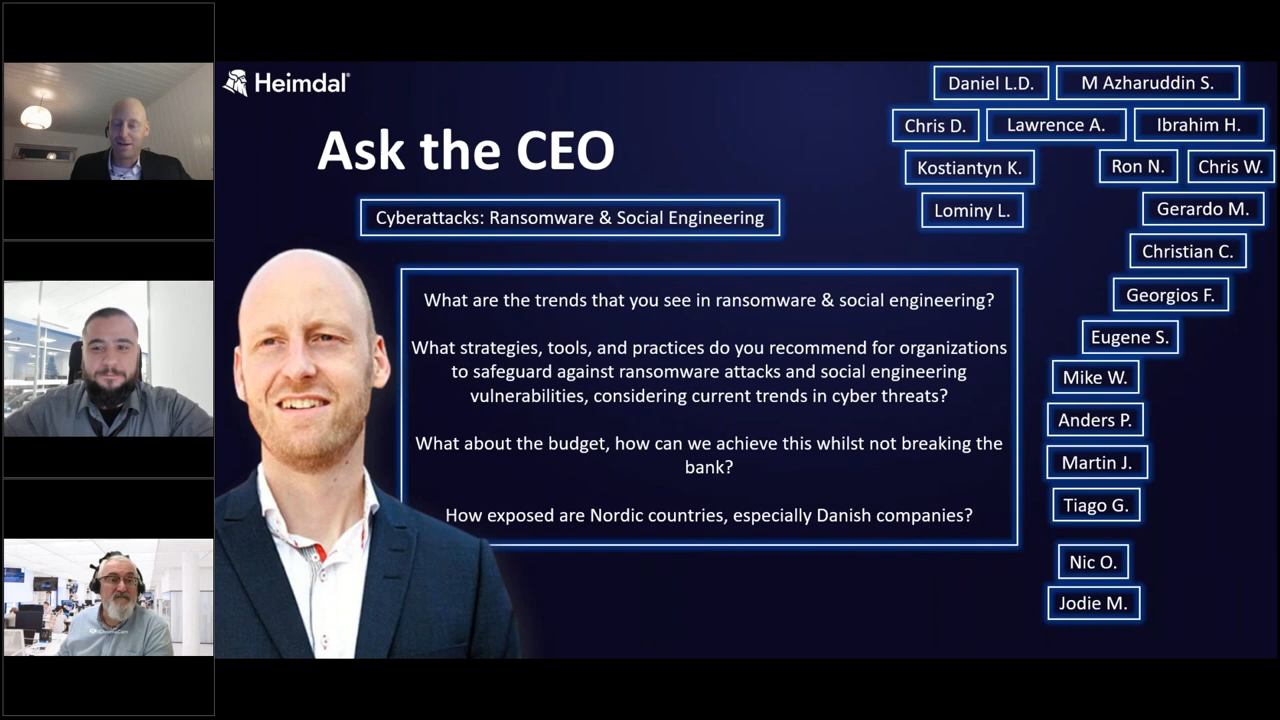 Heimdal®
Ask the CEO
Cyberattacks: Ransomware & Social Engineering
What are the trends that you see in ransomware & social engineering?
What strategies, tools, and practices do you recommend for organizations
to safeguard against ransomware attacks and social engineering
vulnerabilities, considering current trends in cyber threats?
What about the budget, how can we achieve this whilst not breaking the
bank?
How exposed are Nordic countries, especially Danish companies?
Daniel L.D.
M Azharuddin S.
Chris D.
Lawrence A.
Ibrahim H.
Kostiantyn K.
Ron N.
Chris W.
Lominy L.
Gerardo M.
Christian C.
Georgios F.
Eugene S.
Mike W.
Anders P.
Martin J.
Tiago G.
Nic O.
Jodie M.